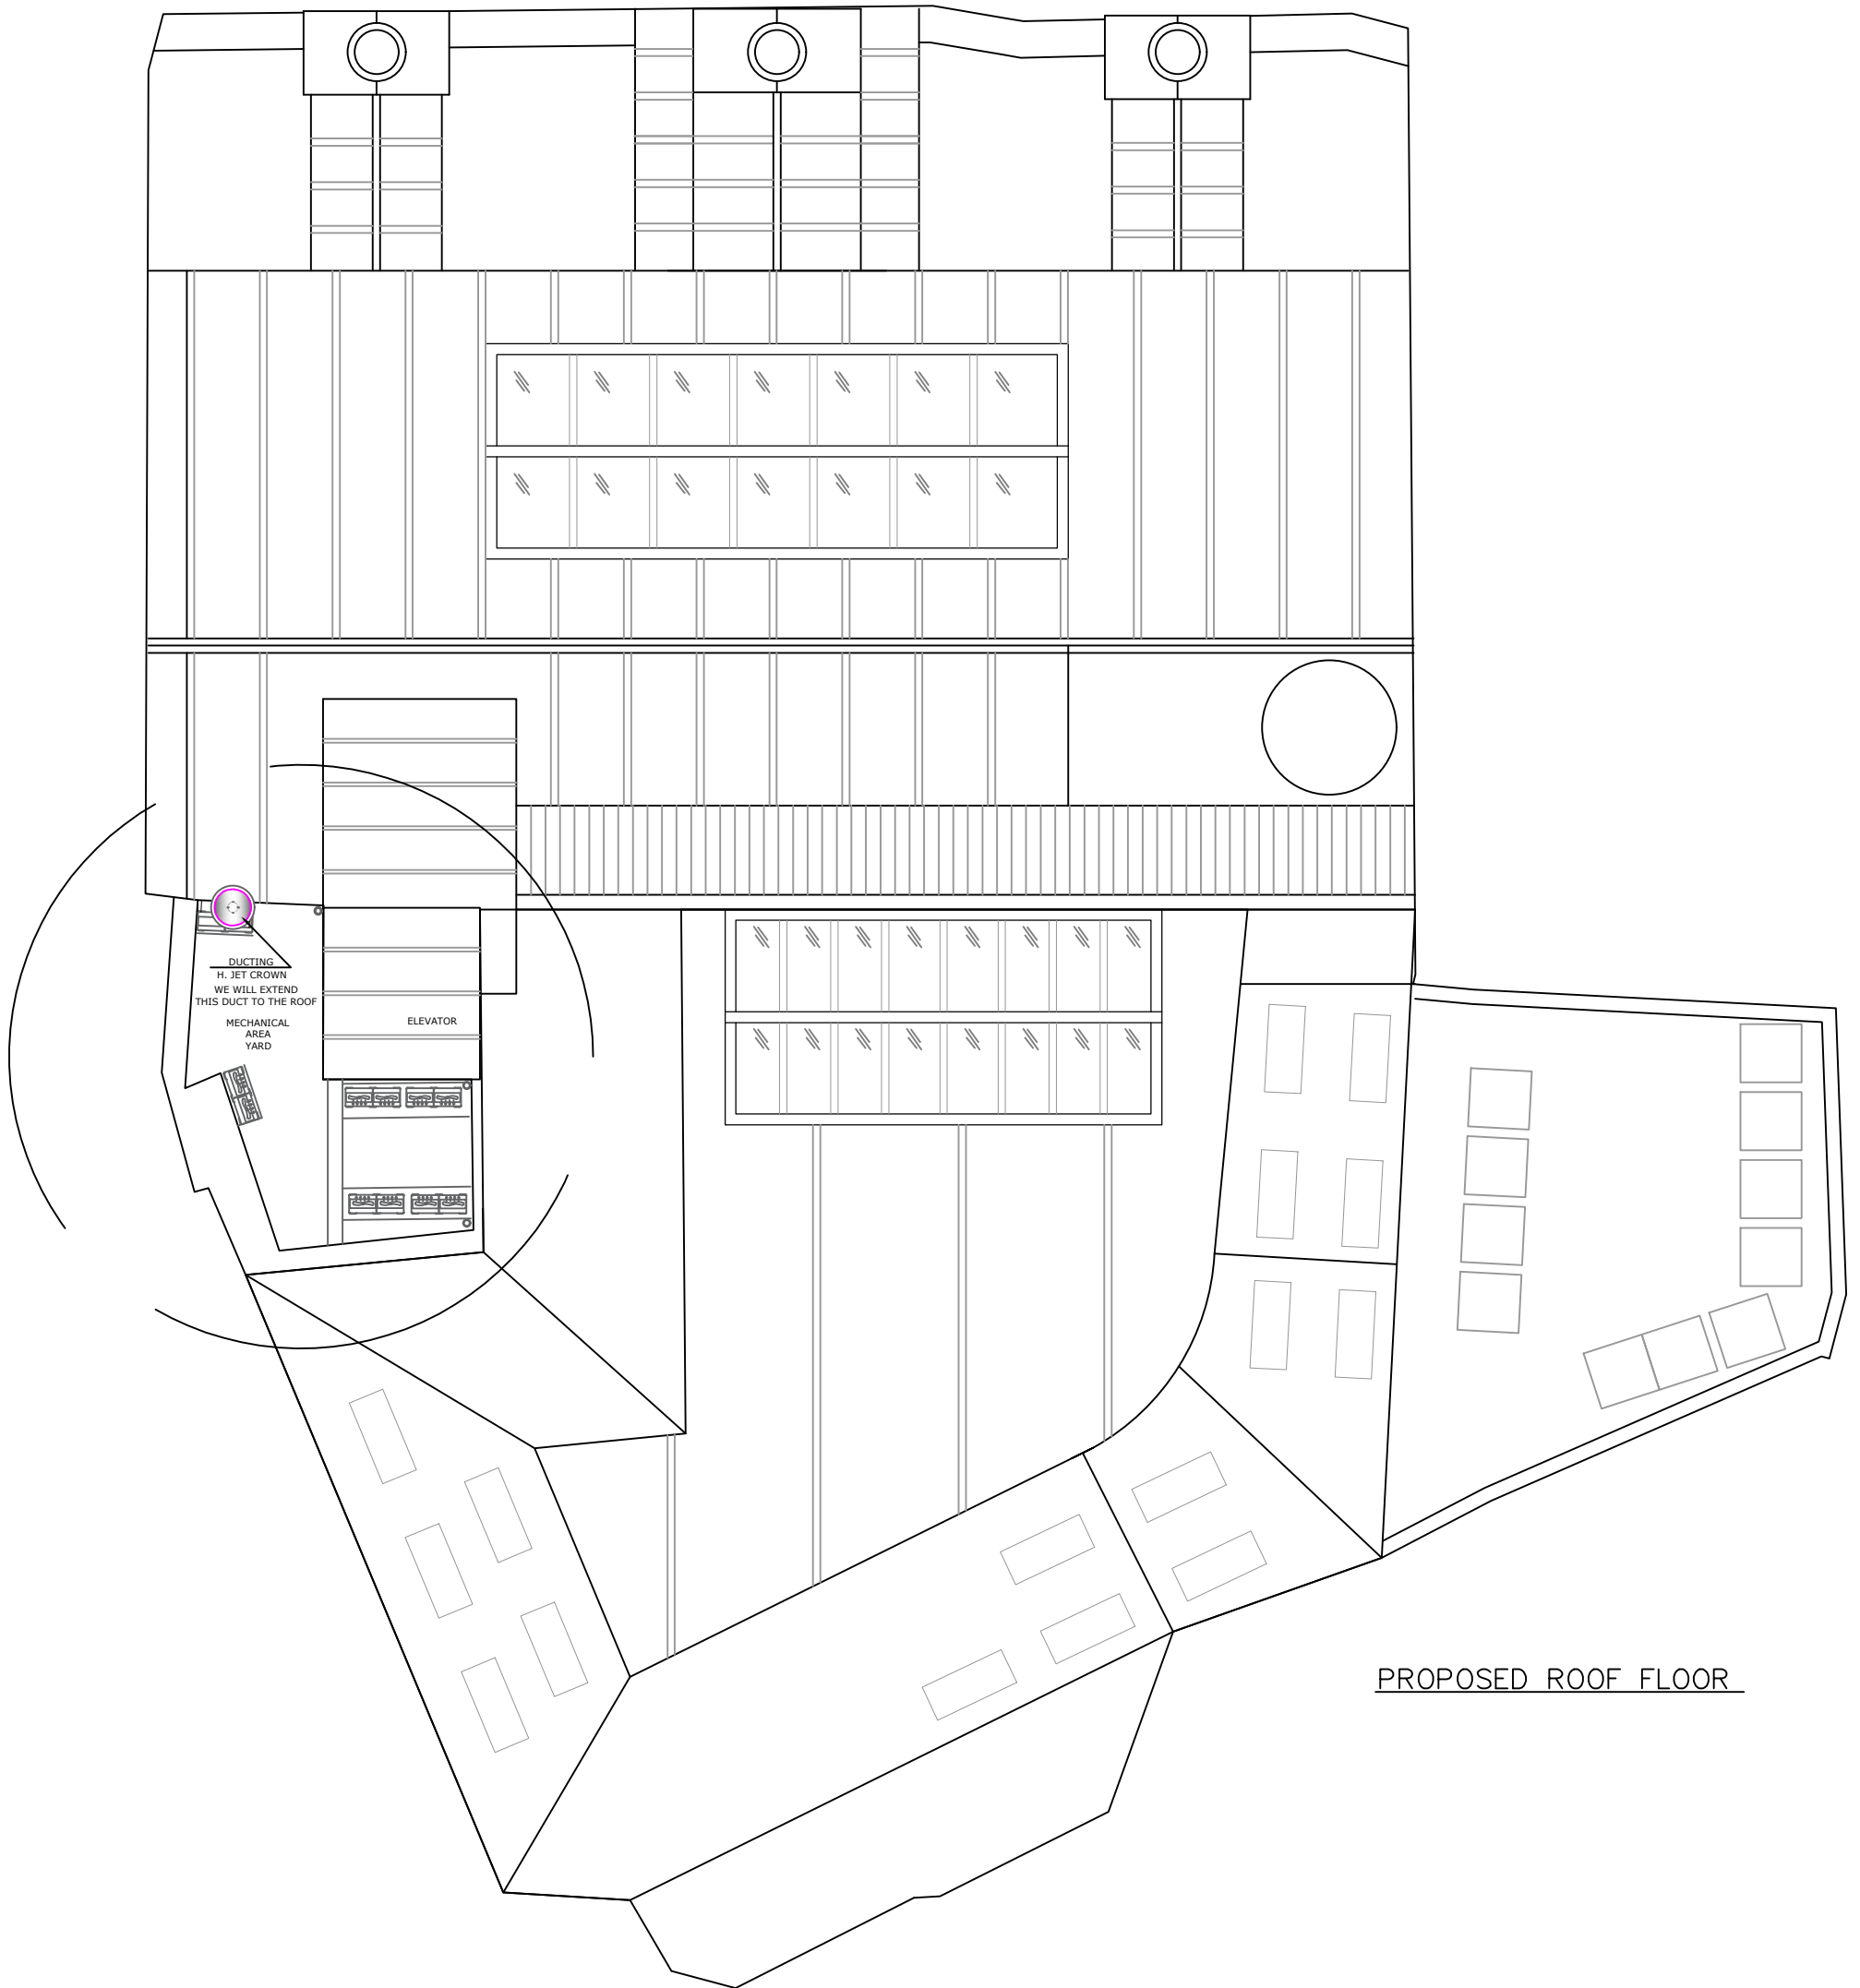 DUCTING
H. JET CROWN
WE WILL EXTEND
THIS DUCT TO THE ROOF
MECHANICAL
AREA
YARD
ELEVATOR
PROPOSED ROOF FLOOR